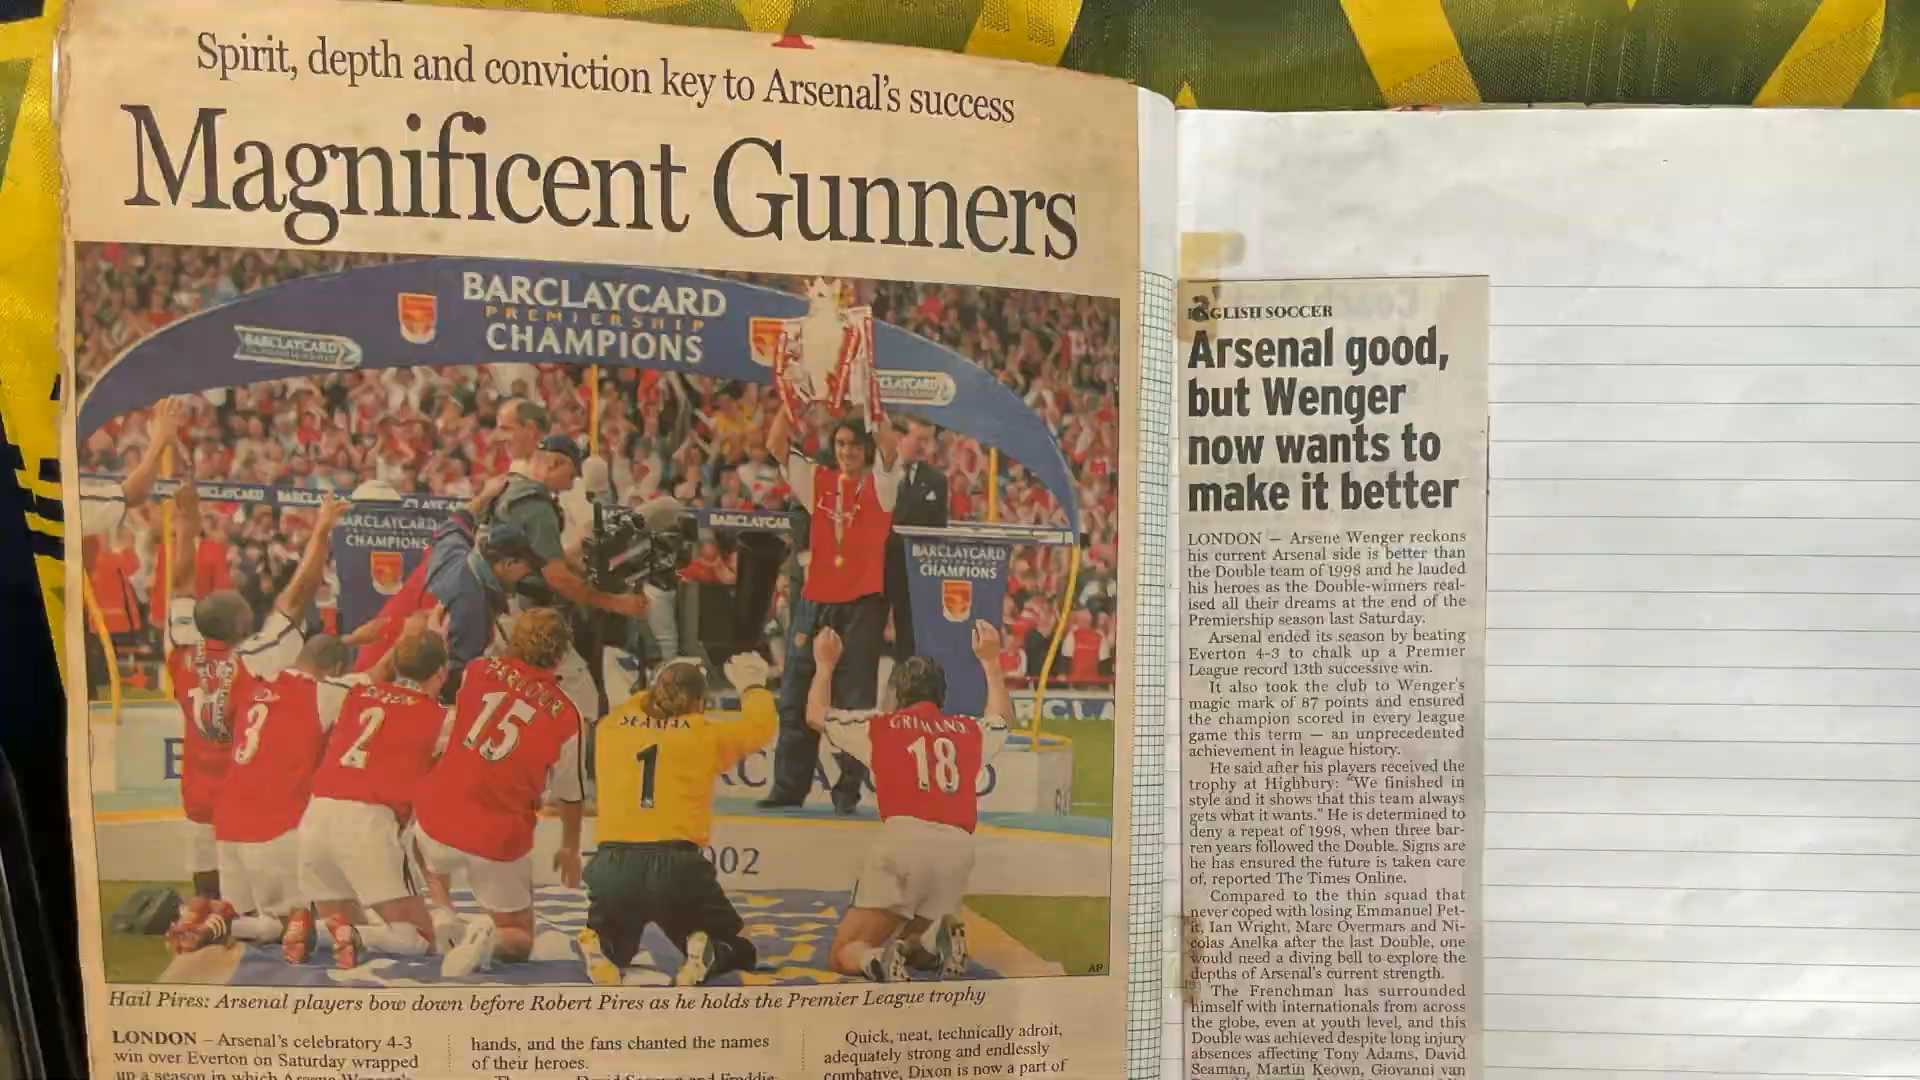 Spirit, depth and conviction key to Arsenal's success
Magnificent Gunners
BARCLAYCARD
PREMIERSHIP
CHAMPIONS
BARCLAYCARD
BARCLAYCARD
BARCLAYCARD
CHAMPIONS
BARCLAYCARD
CHAMPIONS
3
2
PARLOUR
15
SEAMAN
1
GRIMANDI
18
AP
Hail Pires: Arsenal players bow down before Robert Pires as he holds the Premier League trophy
LONDON – Arsenal's celebratory 4-3
win over Everton on Saturday wrapped
up a season in which
hands, and the fans chanted the names
of their heroes.
Quick, neat, technically adroit,
adequately strong and endlessly
combative, Dixon is now a part of
GLISH SOCCER
Arsenal good,
but Wenger
now wants to
make it better
LONDON — Arsene Wenger reckons
his current Arsenal side is better than
the Double team of 1998 and he lauded
his heroes as the Double-winners real-
ised all their dreams at the end of the
Premiership season last Saturday.
Arsenal ended its season by beating
Everton 4-3 to chalk up a Premier
League record 13th successive win.
It also took the club to Wenger's
magic mark of 87 points and ensured
the champion scored in every league
game this term — an unprecedented
achievement in league history.
He said after his players received the
trophy at Highbury: "We finished in
style and it shows that this team always
gets what it wants." He is determined to
deny a repeat of 1998, when three bar-
ren years followed the Double. Signs are
he has ensured the future is taken care
of, reported The Times Online.
Compared to the thin squad that
never coped with losing Emmanuel Pet-
it, Ian Wright, Marc Overmars and Ni-
colas Anelka after the last Double, one
would need a diving bell to explore the
depths of Arsenal's current strength.
The Frenchman has surrounded
himself with internationals from across
the globe, even at youth level, and this
Double was achieved despite long injury
absences affecting Tony Adams, David
Seaman, Martin Keown, Giovanni van